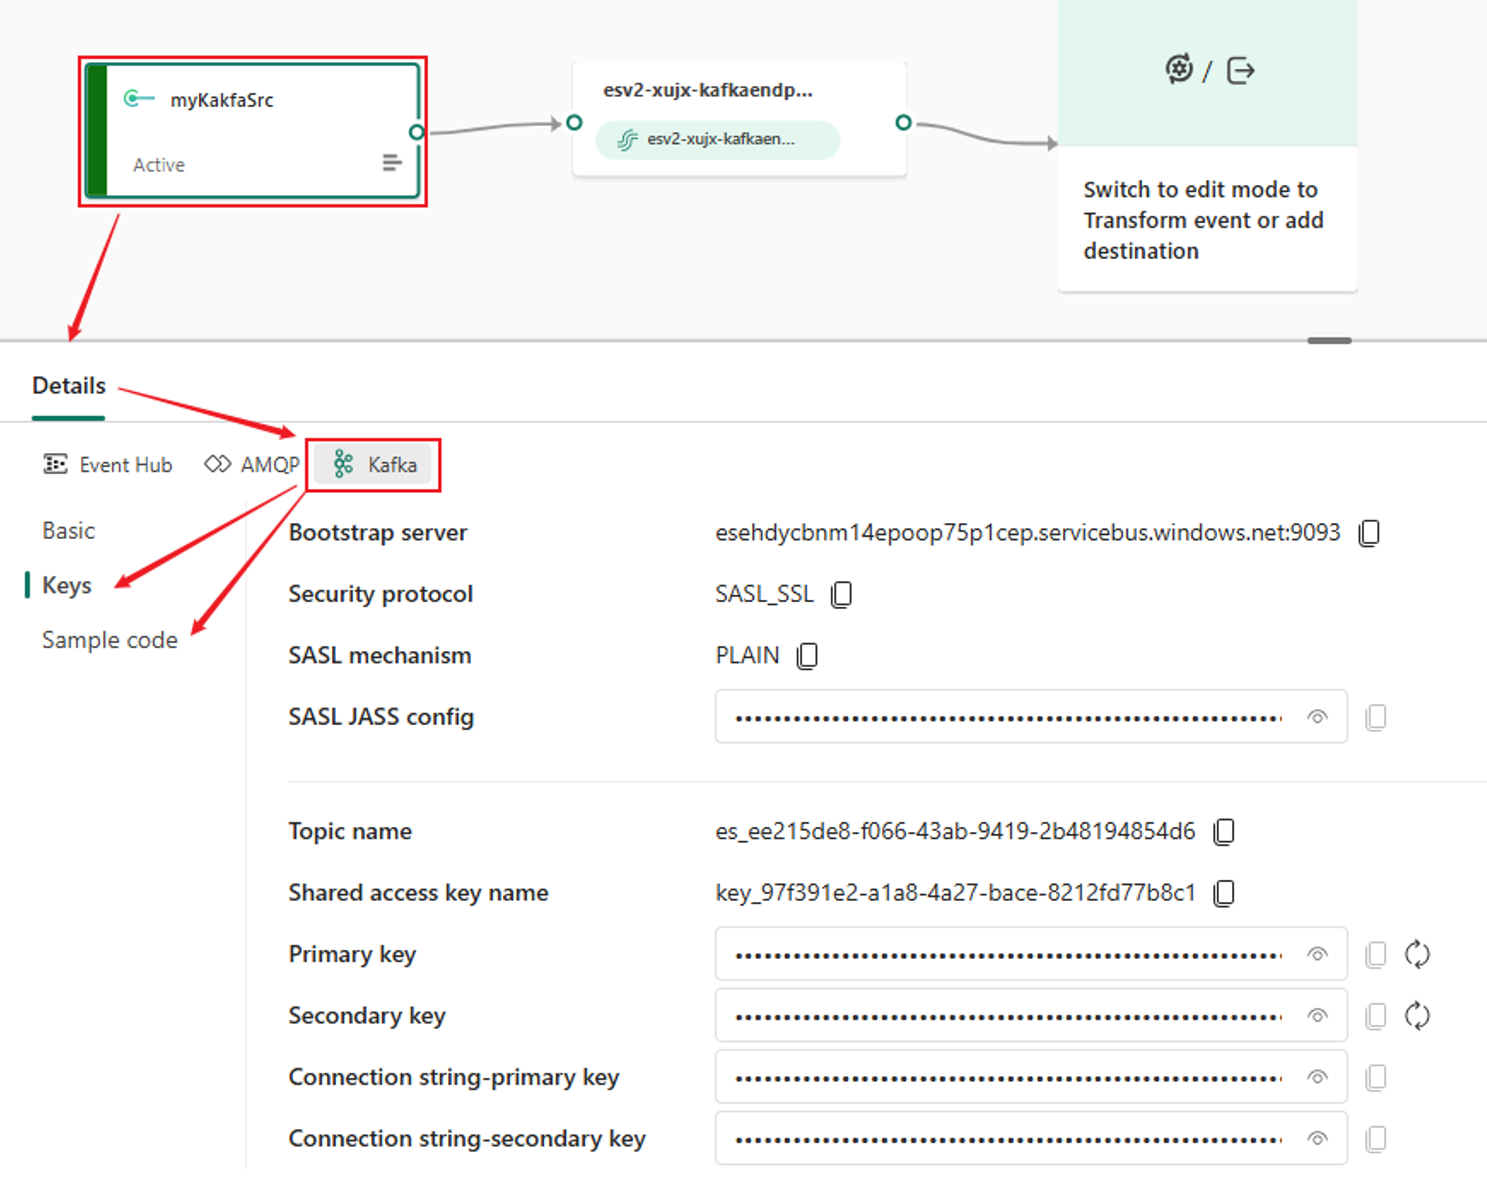 myKakfaSrc
Active
esv2-xujx-kafkaendp...
esv2-xujx-kafkaen...
/
Switch to edit mode to
Transform event or add
destination
Details
Event Hub AMQP Kafka
Basic
Keys
Sample code
Bootstrap server esehdycbnm14epoop75p1cep.servicebus.windows.net:9093
Security protocol SASL_SSL
SASL mechanism PLAIN
SASL JASS config
Topic name es_ee215de8-f066-43ab-9419-2b48194854d6
Shared access key name key_97f391e2-a1a8-4a27-bace-8212fd77b8c1
Primary key
Secondary key
Connection string-primary key
Connection string-secondary key